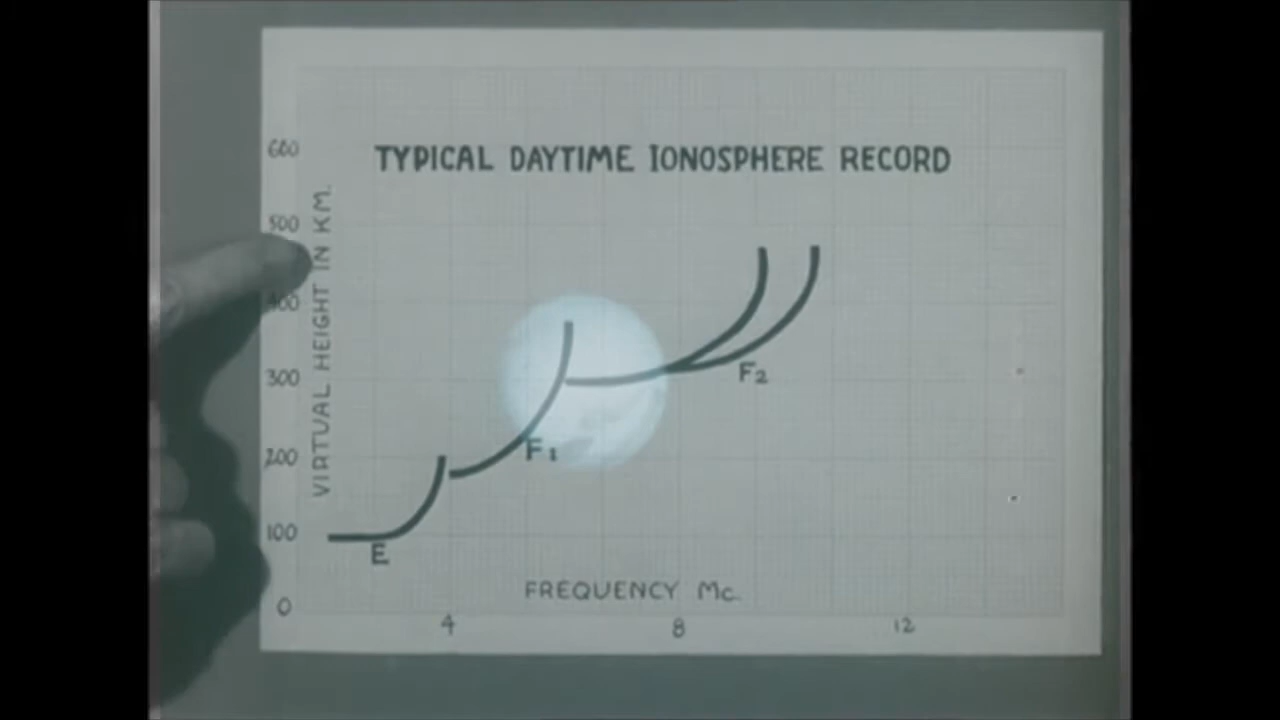 TYPICAL DAYTIME IONOSPHERE RECORD
600
500
400
300
200
100
0
VIRTUAL HEIGHT IN KM.
F2
F1
E
FREQUENCY Mc.
4
8
12